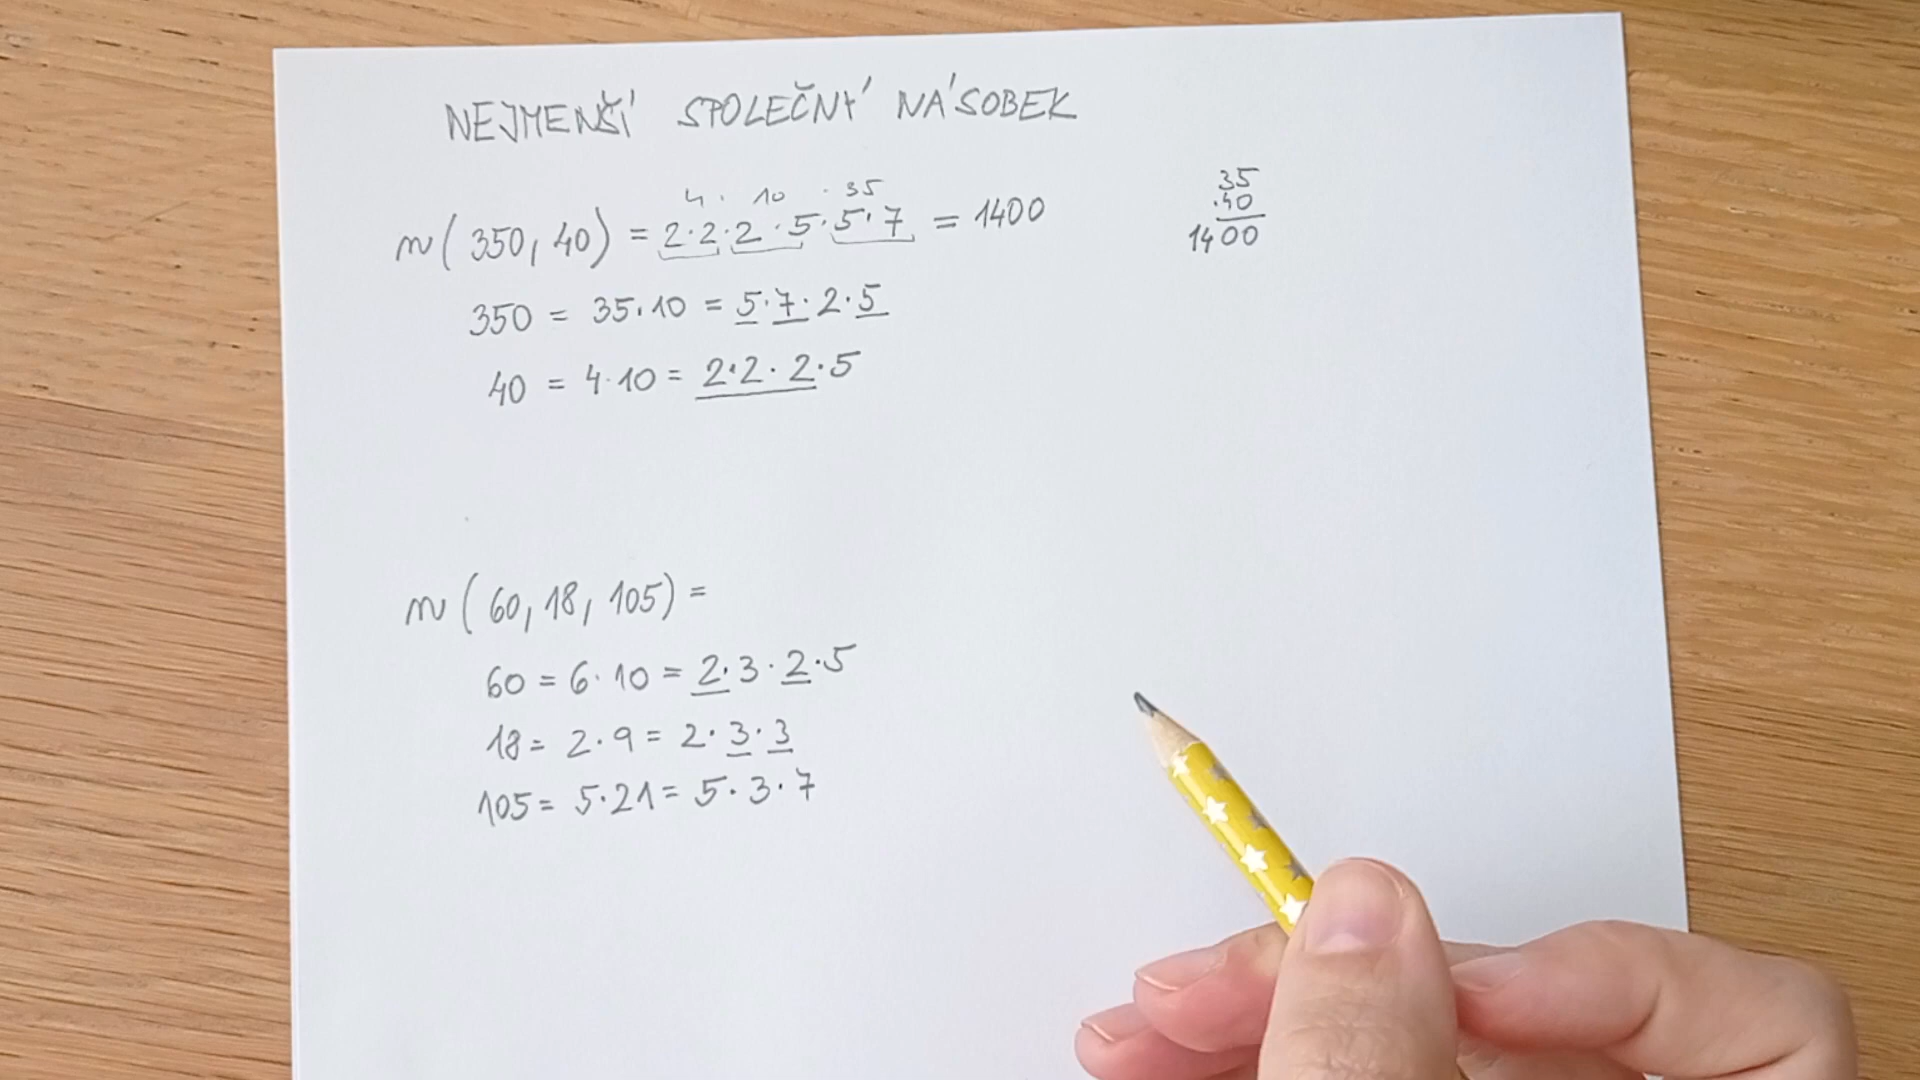 NEJMENŠÍ SPOLEČNÝ NÁSOBEK
4 · 10 · 35
n(350, 40) = 2·2·2·5·5·7 = 1400
350 = 35·10 = 5·7·2·5
40 = 4·10 = 2·2·2·5
35
·40
1400
n(60, 18, 105) =
60 = 6·10 = 2·3·2·5
18 = 2·9 = 2·3·3
105 = 5·21 = 5·3·7